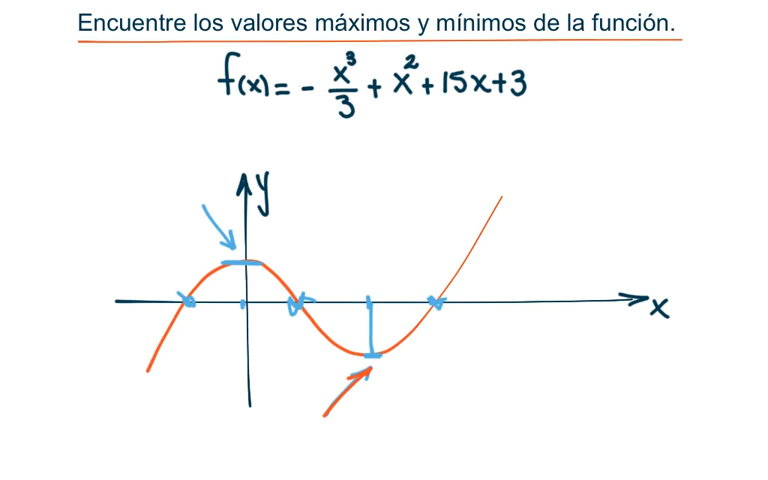 Encuentre los valores máximos y mínimos de la función.
f(x) = - x³/3 + x² + 15x + 3
y
x